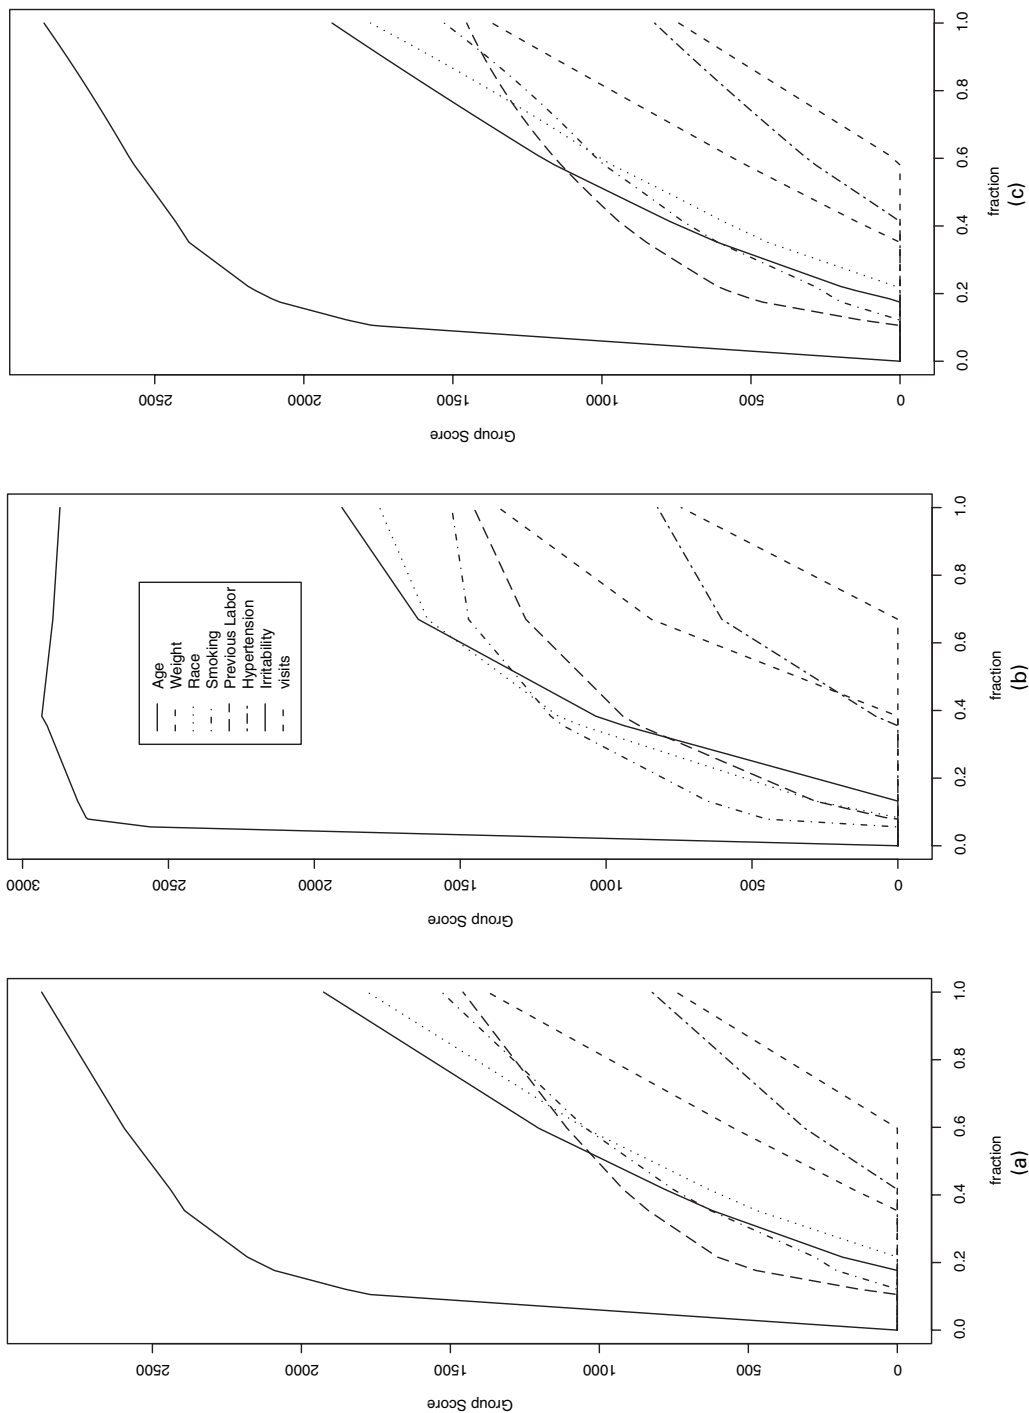 2500
2000
1500
1000
500
0
Group Score
0.0
0.2
0.4
0.6
0.8
1.0
fraction
(c)
Age
Weight
Race
Smoking
Previous Labor
Hypertension
Irritability
visits
3000
2500
2000
1500
1000
500
0
Group Score
0.0
0.2
0.4
0.6
0.8
1.0
fraction
(b)
2500
2000
1500
1000
500
0
Group Score
0.0
0.2
0.4
0.6
0.8
1.0
fraction
(a)